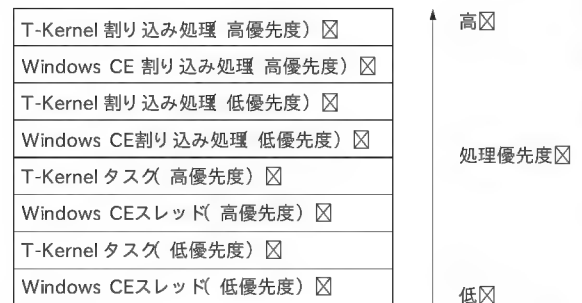 T-Kernel 割り込み処理(高優先度)
Windows CE 割り込み処理(高優先度)
T-Kernel 割り込み処理(低優先度)
Windows CE割り込み処理(低優先度)
T-Kernel タスク(高優先度)
Windows CEスレッド(高優先度)
T-Kernel タスク(低優先度)
Windows CEスレッド(低優先度)
高
処理優先度
低